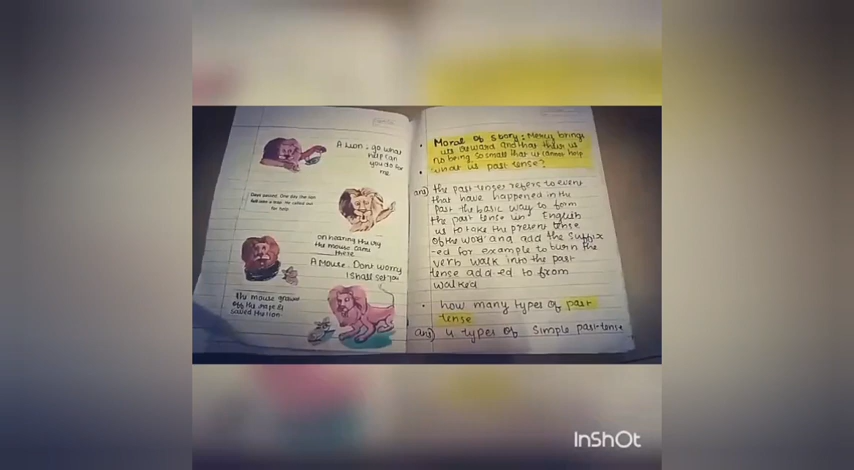 A Lion : go what
help can
you do for
me
Days passed. One day the lion
fell into a trap. He called out
for help.
on hearing the cry
the mouse came
there
A Mouse. Dont worry
I shall set you
the mouse gnawed
off the rope &
saved the lion
Moral of story : Mercy brings
its reward and that there is
no being so small that it cannot help
what is past tense?
ans) the past tense refers to event
that have happened in the
past the basic way to form
the past tense in English
is to take the present tense
of the word and add the suffix
-ed for example to turn the
verb walk into the past
tense add -ed to from
walked
how many types of past
tense
ans) 4 types of simple past tense
InShOt